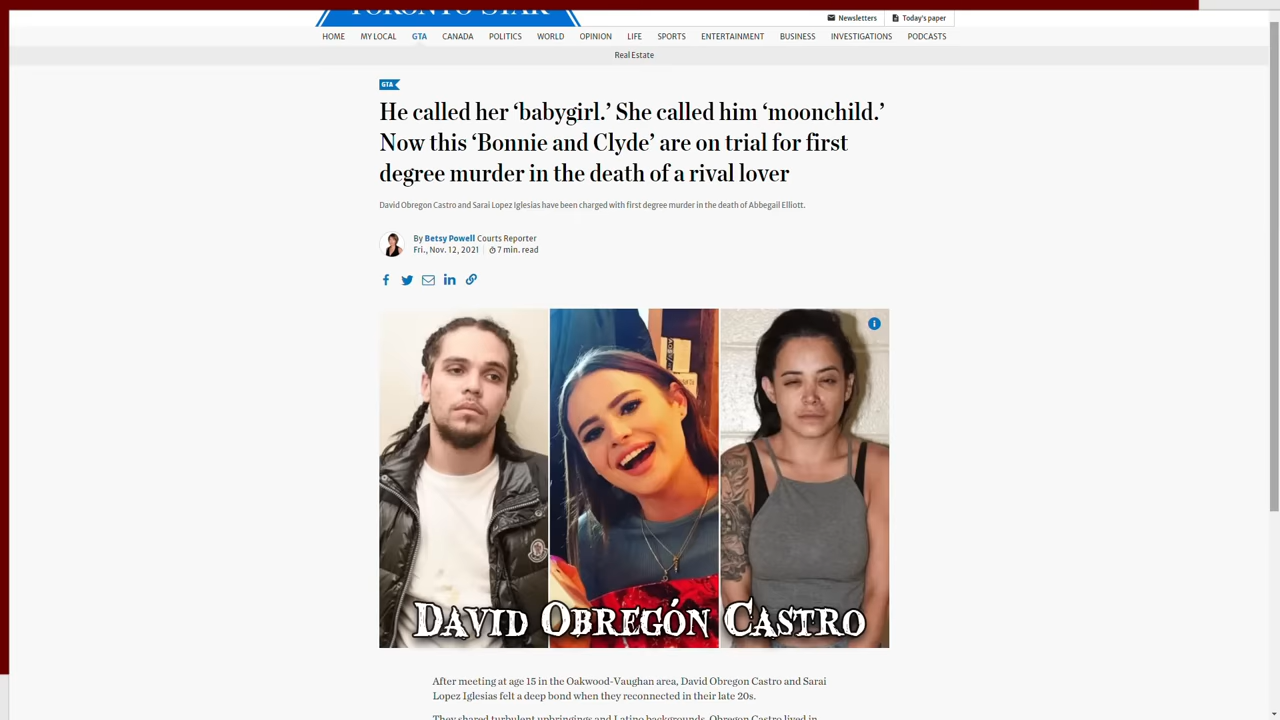 TORONTO STAR
Newsletters
Today's paper
HOME MY LOCAL GTA CANADA POLITICS WORLD OPINION LIFE SPORTS ENTERTAINMENT BUSINESS INVESTIGATIONS PODCASTS
Real Estate
GTA
He called her ‘babygirl.’ She called him ‘moonchild.’
Now this ‘Bonnie and Clyde’ are on trial for first
degree murder in the death of a rival lover
David Obregon Castro and Sarai Lopez Iglesias have been charged with first degree murder in the death of Abbegail Elliott.
By Betsy Powell Courts Reporter
Fri., Nov. 12, 2021 7 min. read
DAVID OBREGÓN CASTRO
After meeting at age 15 in the Oakwood-Vaughan area, David Obregon Castro and Sarai
Lopez Iglesias felt a deep bond when they reconnected in their late 20s.
They shared turbulent upbringings and Latino backgrounds. Obregon Castro lived in